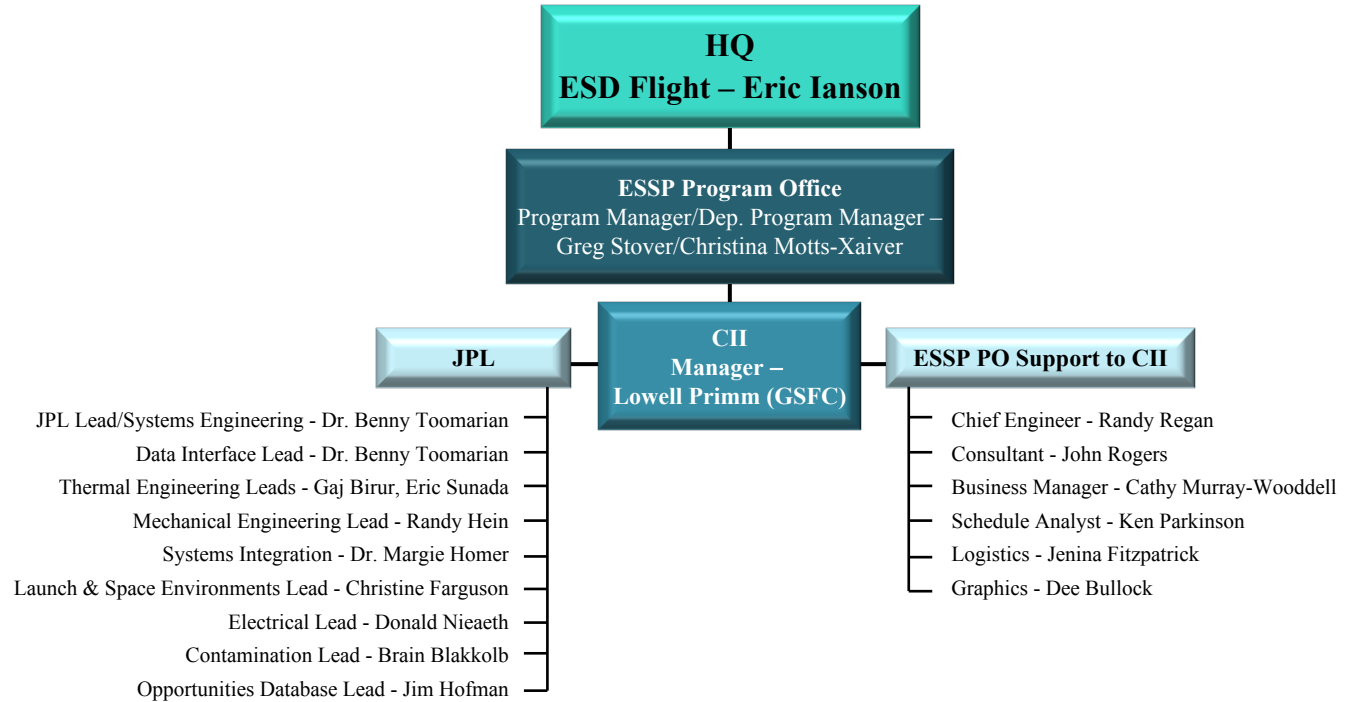 HQ
ESD Flight – Eric Ianson
ESSP Program Office
Program Manager/Dep. Program Manager –
Greg Stover/Christina Motts-Xaiver
CII
Manager –
Lowell Primm (GSFC)
JPL
JPL Lead/Systems Engineering - Dr. Benny Toomarian
Data Interface Lead - Dr. Benny Toomarian
Thermal Engineering Leads - Gaj Birur, Eric Sunada
Mechanical Engineering Lead - Randy Hein
Systems Integration - Dr. Margie Homer
Launch & Space Environments Lead - Christine Farguson
Electrical Lead - Donald Nieaeth
Contamination Lead - Brain Blakkolb
Opportunities Database Lead - Jim Hofman
ESSP PO Support to CII
Chief Engineer - Randy Regan
Consultant - John Rogers
Business Manager - Cathy Murray-Wooddell
Schedule Analyst - Ken Parkinson
Logistics - Jenina Fitzpatrick
Graphics - Dee Bullock